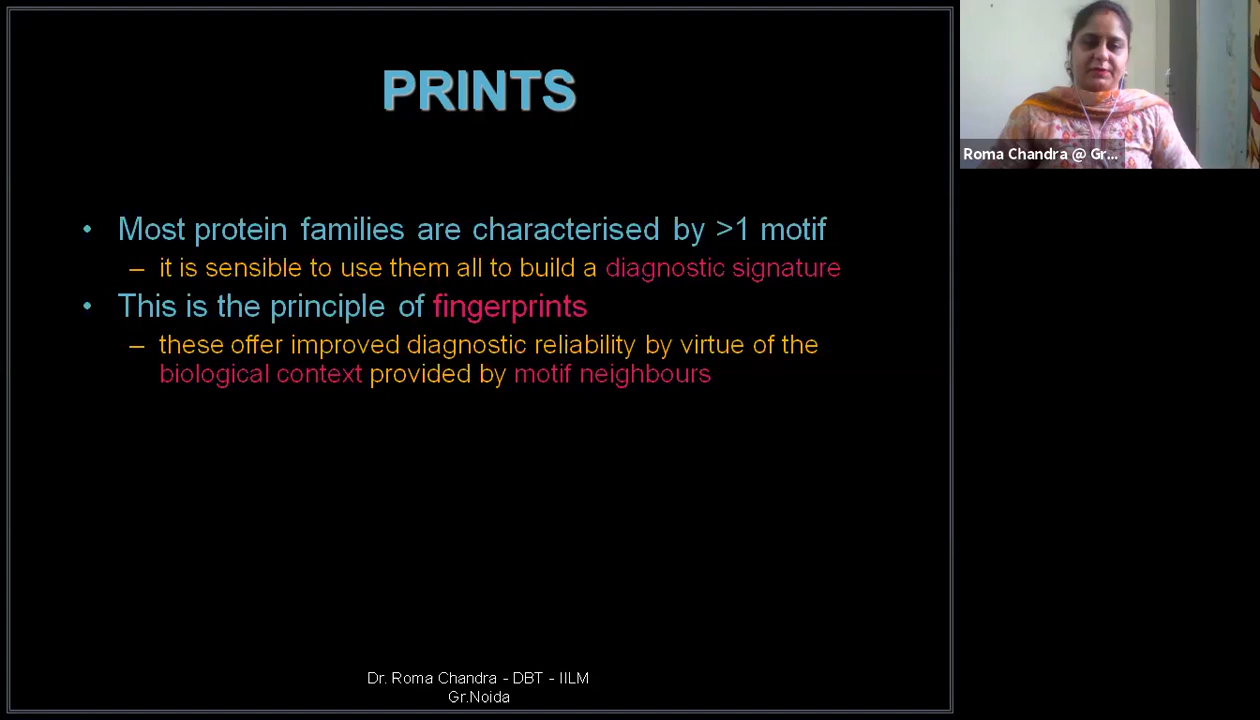 PRINTS
• Most protein families are characterised by >1 motif
– it is sensible to use them all to build a diagnostic signature
• This is the principle of fingerprints
– these offer improved diagnostic reliability by virtue of the
biological context provided by motif neighbours
Dr. Roma Chandra - DBT - IILM
Gr.Noida
Roma Chandra @ Gr...